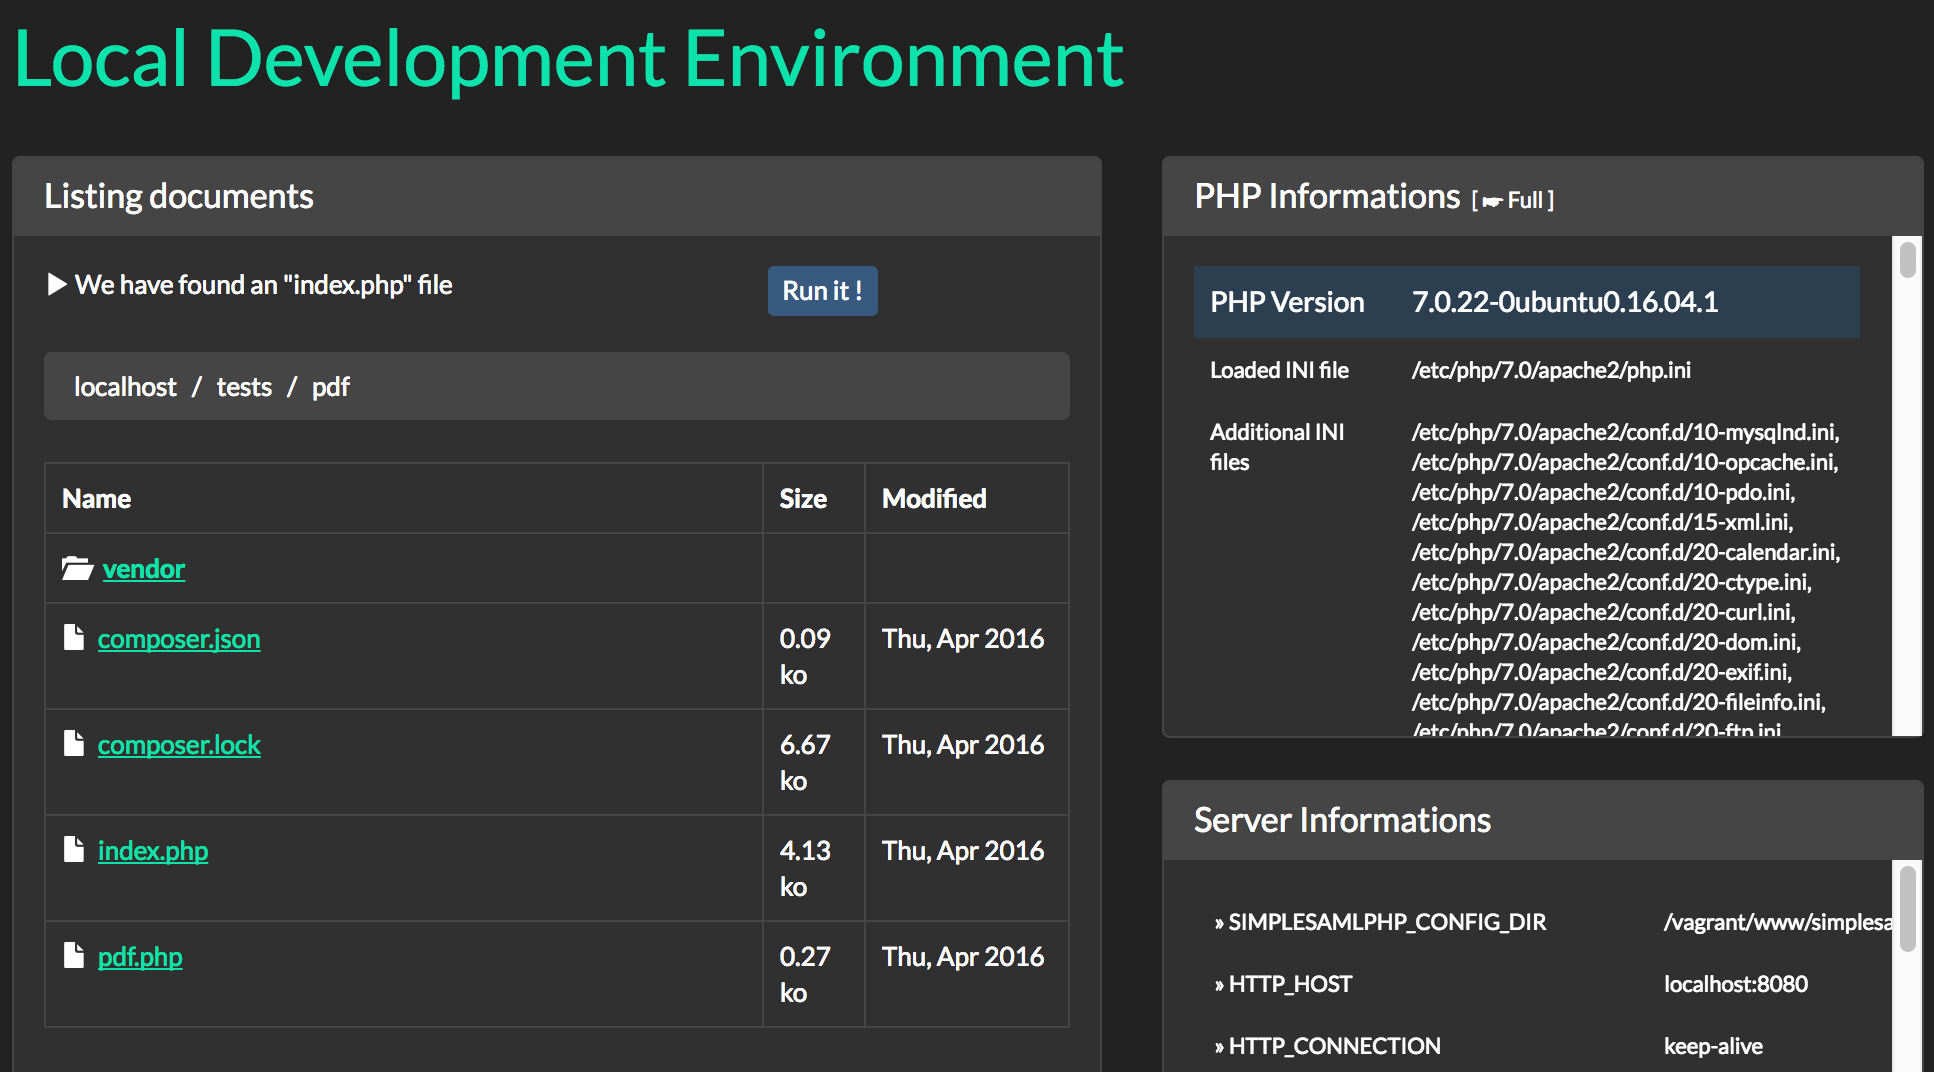 Local Development Environment
Listing documents
We have found an "index.php" file
Run it !
localhost / tests / pdf
Name Size Modified
vendor
composer.json 0.09 ko Thu, Apr 2016
composer.lock 6.67 ko Thu, Apr 2016
index.php 4.13 ko Thu, Apr 2016
pdf.php 0.27 ko Thu, Apr 2016
PHP Informations [ Full ]
PHP Version 7.0.22-0ubuntu0.16.04.1
Loaded INI file /etc/php/7.0/apache2/php.ini
Additional INI files /etc/php/7.0/apache2/conf.d/10-mysqlnd.ini,
/etc/php/7.0/apache2/conf.d/10-opcache.ini,
/etc/php/7.0/apache2/conf.d/10-pdo.ini,
/etc/php/7.0/apache2/conf.d/15-xml.ini,
/etc/php/7.0/apache2/conf.d/20-calendar.ini,
/etc/php/7.0/apache2/conf.d/20-ctype.ini,
/etc/php/7.0/apache2/conf.d/20-curl.ini,
/etc/php/7.0/apache2/conf.d/20-dom.ini,
/etc/php/7.0/apache2/conf.d/20-exif.ini,
/etc/php/7.0/apache2/conf.d/20-fileinfo.ini,
/etc/php/7.0/apache2/conf.d/20-ftp.ini
Server Informations
» SIMPLESAMLPHP_CONFIG_DIR /vagrant/www/simplesa
» HTTP_HOST localhost:8080
» HTTP_CONNECTION keep-alive